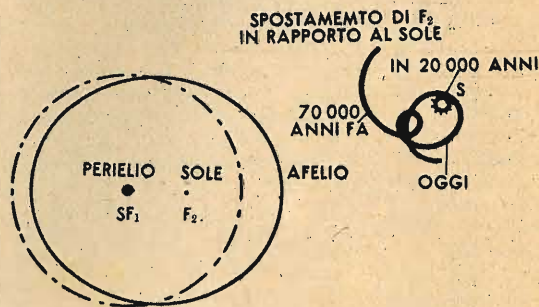 SPOSTAMEMTO DI F₂
IN RAPPORTO AL SOLE
IN 20 000 ANNI
S
70 000
ANNI FA
OGGI
PERIELIO
SOLE
AFELIO
SF₁
F₂